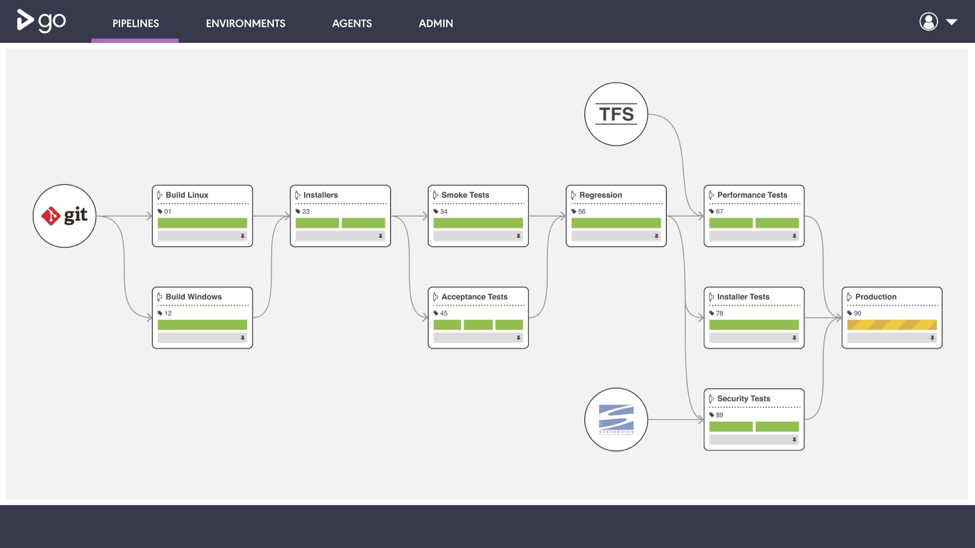 go
PIPELINES
ENVIRONMENTS
AGENTS
ADMIN
TFS
git
Build Linux
01
Installers
23
Smoke Tests
34
Regression
56
Performance Tests
67
Build Windows
12
Acceptance Tests
45
Installer Tests
78
Production
90
SUBVERSION
Security Tests
89